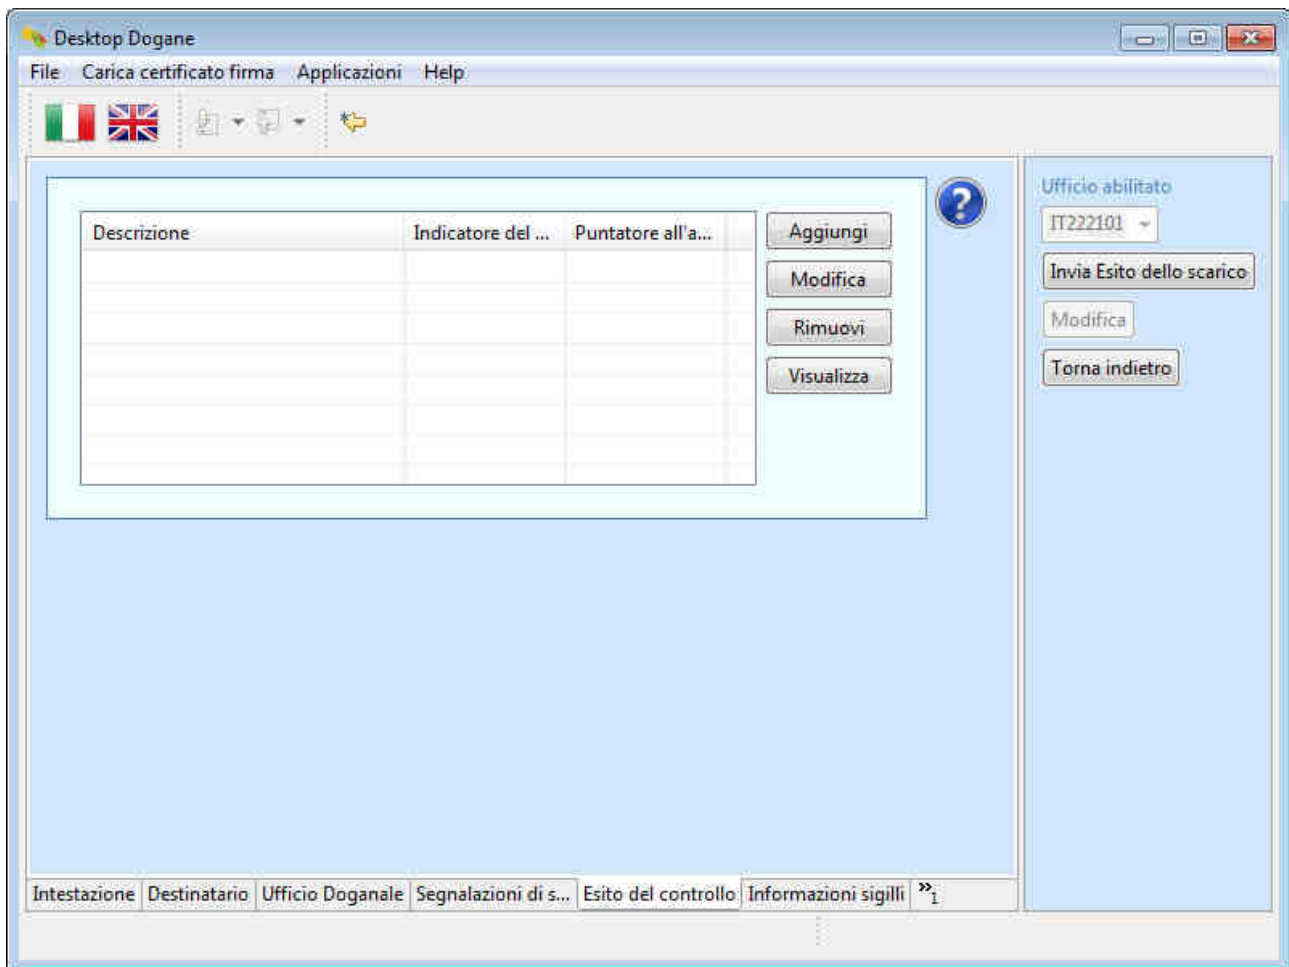 Desktop Dogane
File Carica certificato firma Applicazioni Help
Descrizione Indicatore del ... Puntatore all'a...
Aggiungi
Modifica
Rimuovi
Visualizza
?
Ufficio abilitato
IT222101
Invia Esito dello scarico
Modifica
Torna indietro
Intestazione Destinatario Ufficio Doganale Segnalazioni di s... Esito del controllo Informazioni sigilli »1